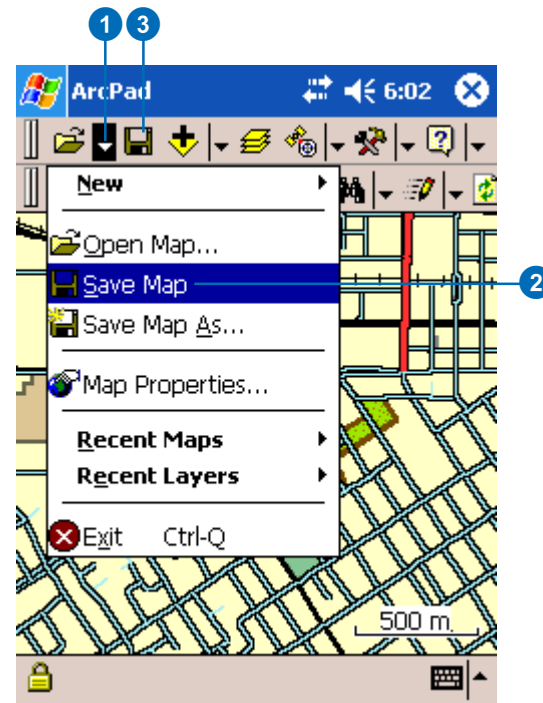 1 3
ArcPad 6:02
New
Open Map...
Save Map
2
Save Map As...
Map Properties...
Recent Maps
Recent Layers
Exit Ctrl-Q
500 m